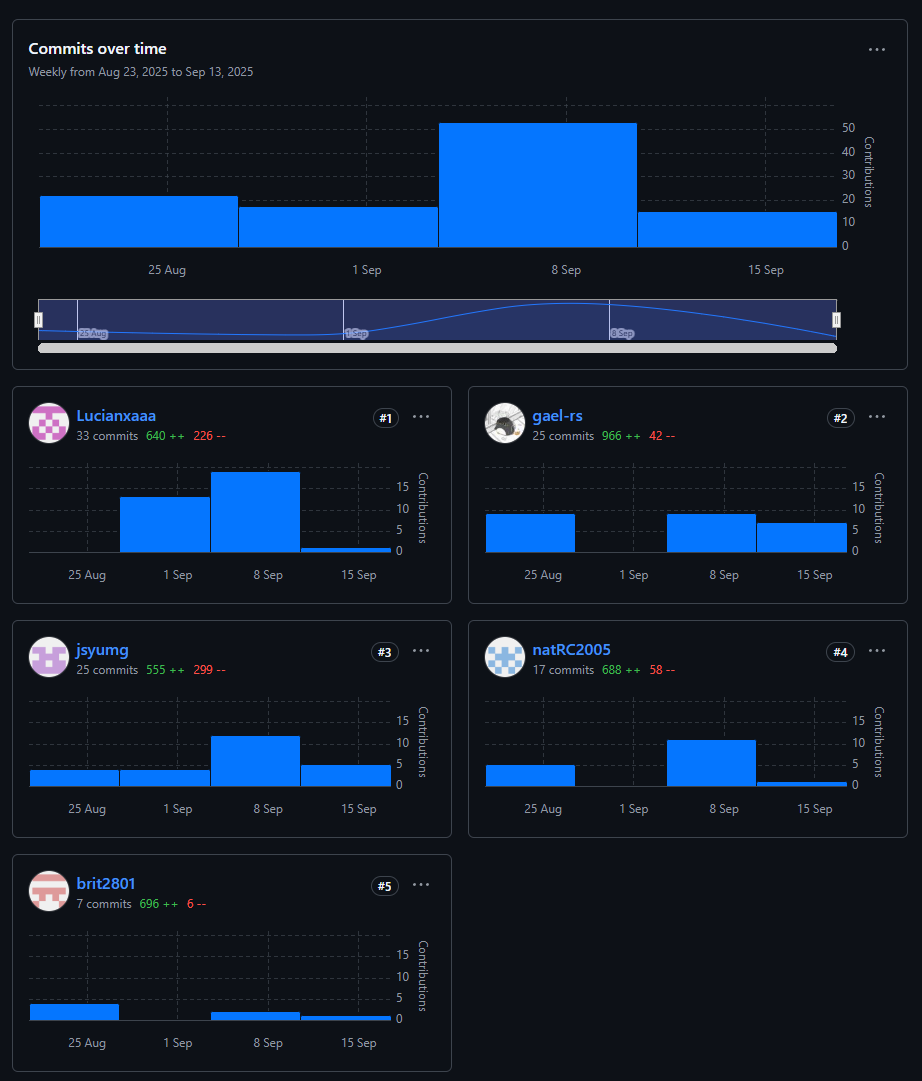 Commits over time
Weekly from Aug 23, 2025 to Sep 13, 2025
50
40
30
20
10
0
Contributions
25 Aug 1 Sep 8 Sep 15 Sep
25 Aug 1 Sep 8 Sep
Lucianxaaa #1
33 commits 640 ++ 226 --
15
10
5
0
Contributions
25 Aug 1 Sep 8 Sep 15 Sep
gael-rs #2
25 commits 966 ++ 42 --
15
10
5
0
Contributions
25 Aug 1 Sep 8 Sep 15 Sep
jsyumg #3
25 commits 555 ++ 299 --
15
10
5
0
Contributions
25 Aug 1 Sep 8 Sep 15 Sep
natRC2005 #4
17 commits 688 ++ 58 --
15
10
5
0
Contributions
25 Aug 1 Sep 8 Sep 15 Sep
brit2801 #5
7 commits 696 ++ 6 --
15
10
5
0
Contributions
25 Aug 1 Sep 8 Sep 15 Sep